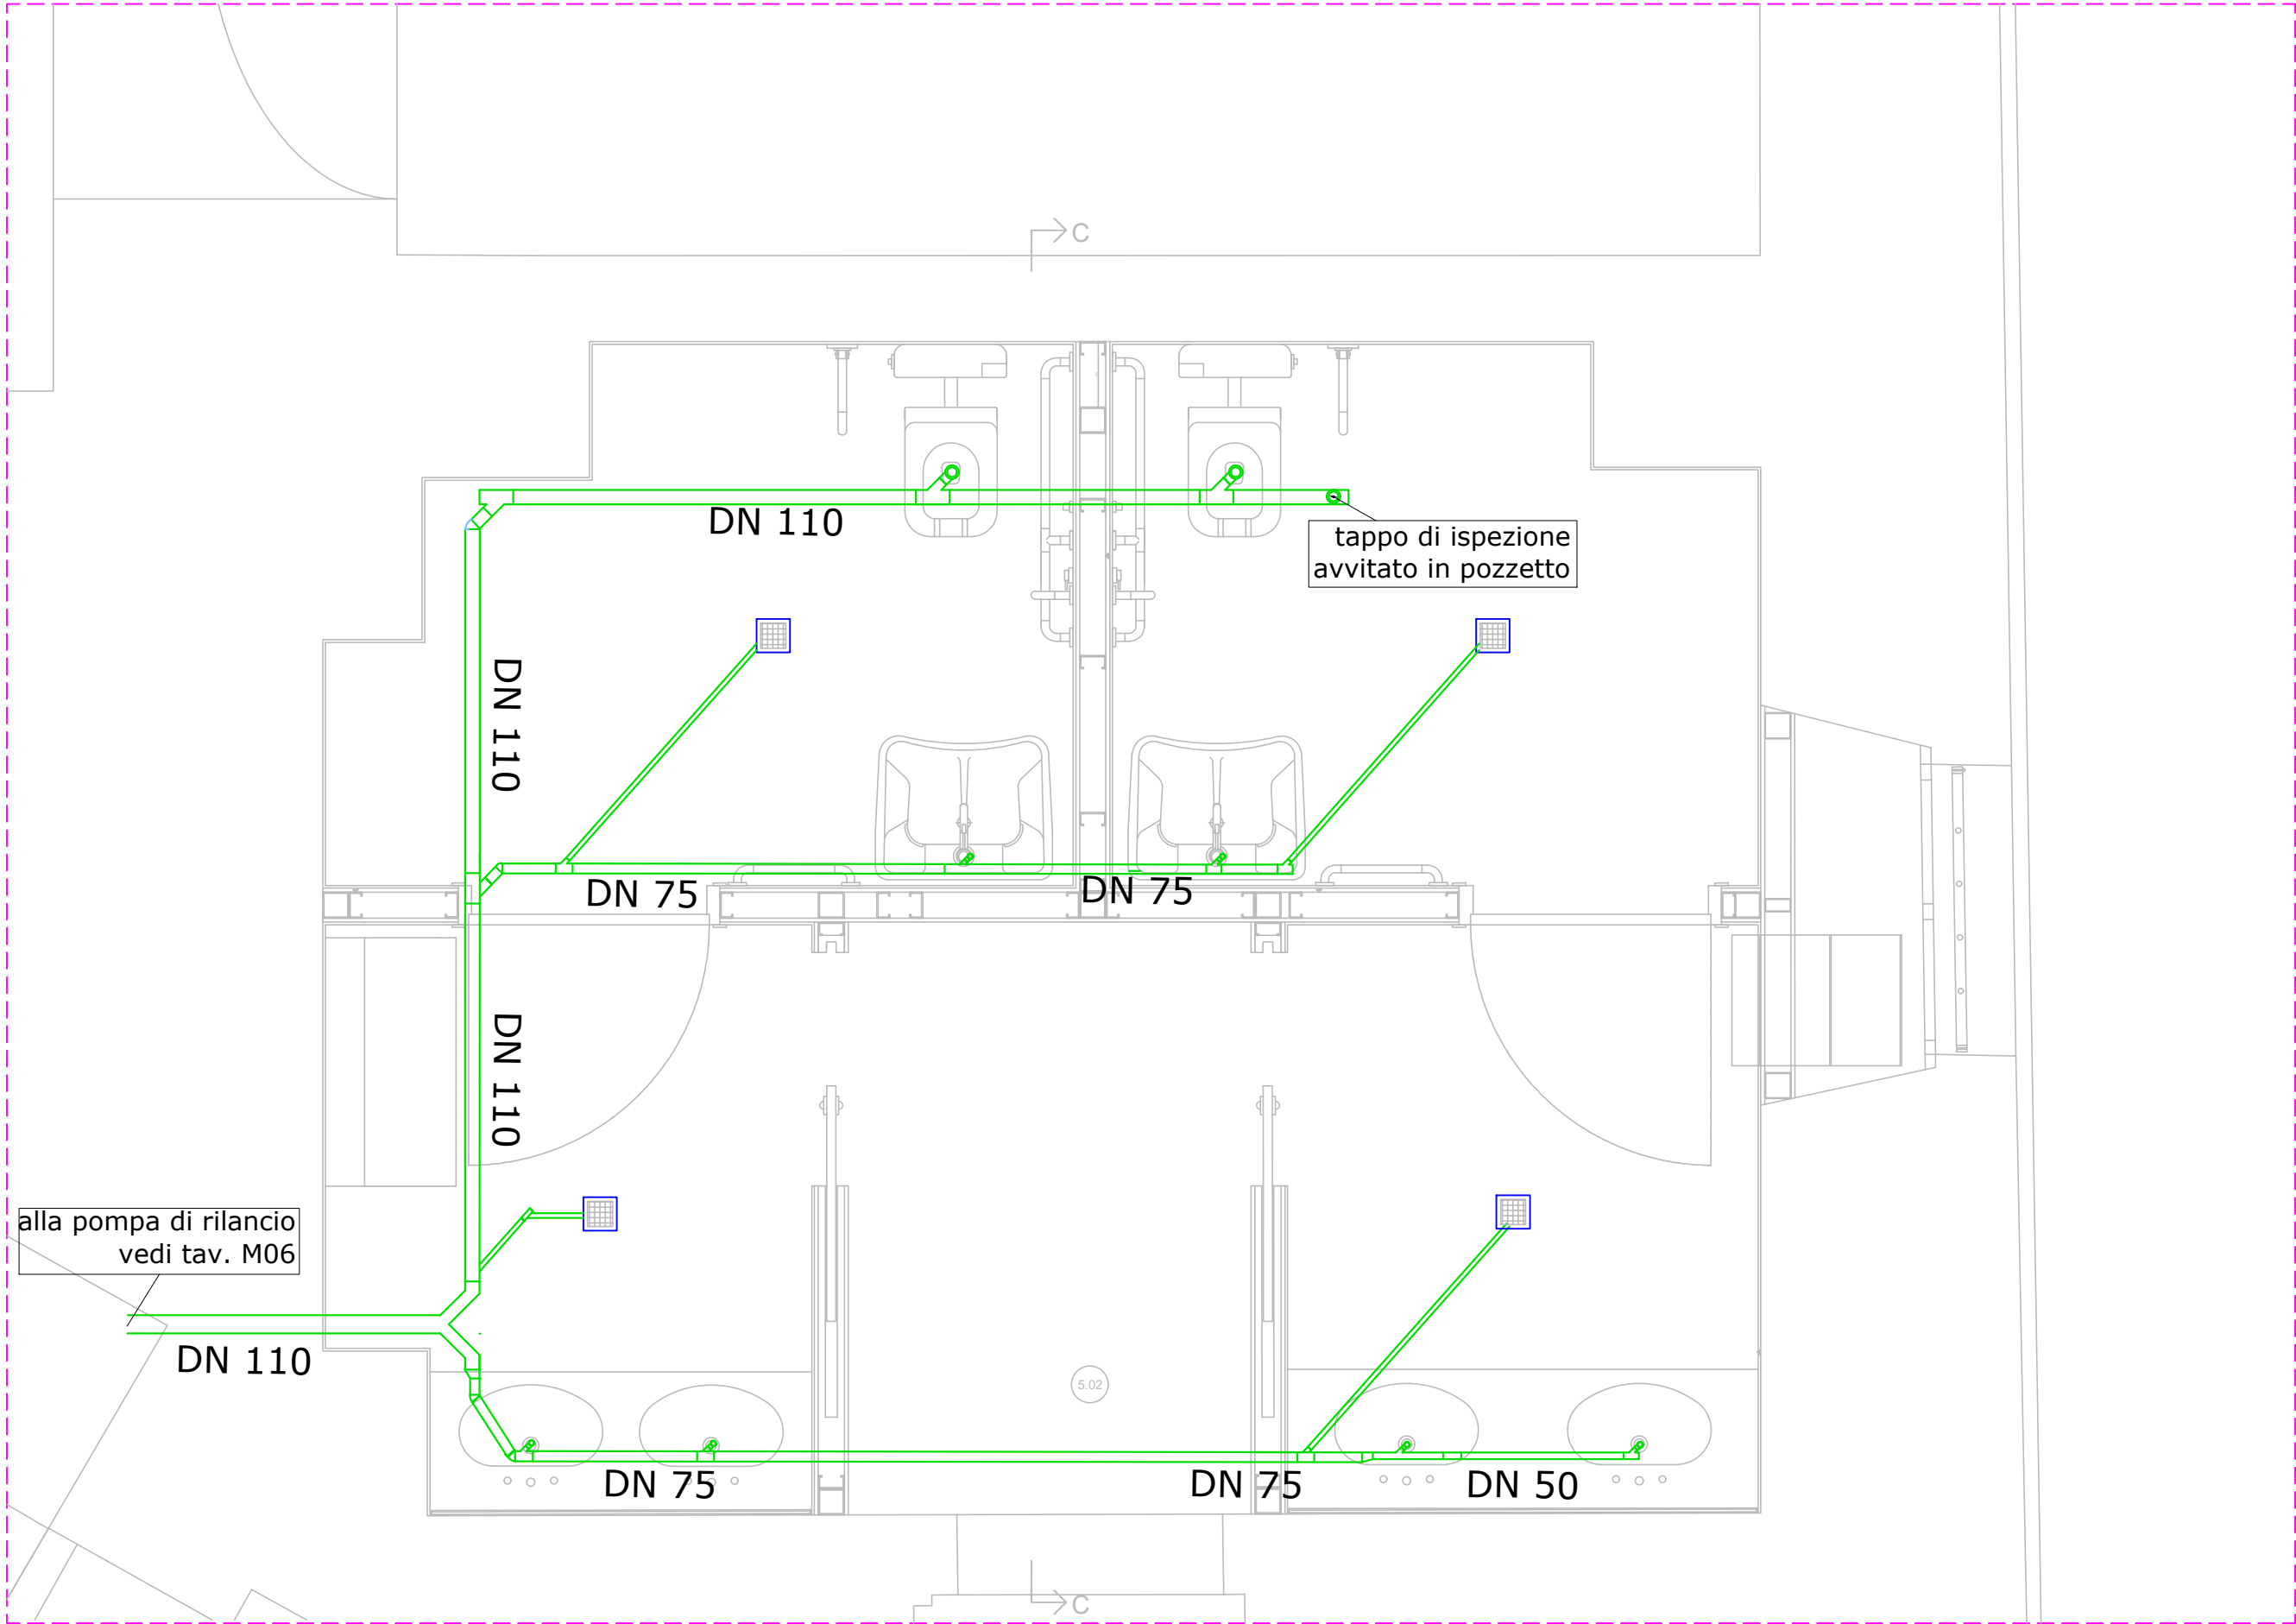 C
DN 110
tappo di ispezione
avvitato in pozzetto
DN 110
DN 75
DN 75
DN 110
alla pompa di rilancio
vedi tav. M06
DN 110
5.02
DN 75
DN 75
DN 50
C